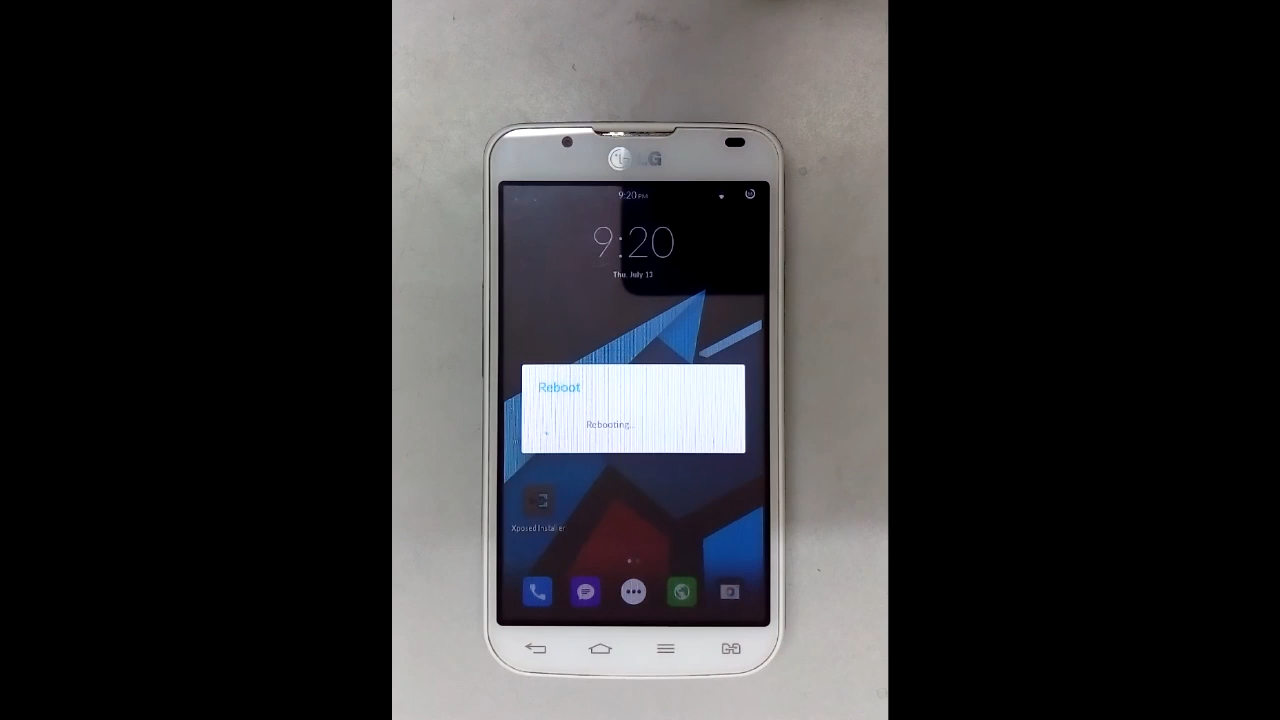 LG
9:20 PM
9:20
Thu, July 13
Reboot
Rebooting..
Xposed Installer